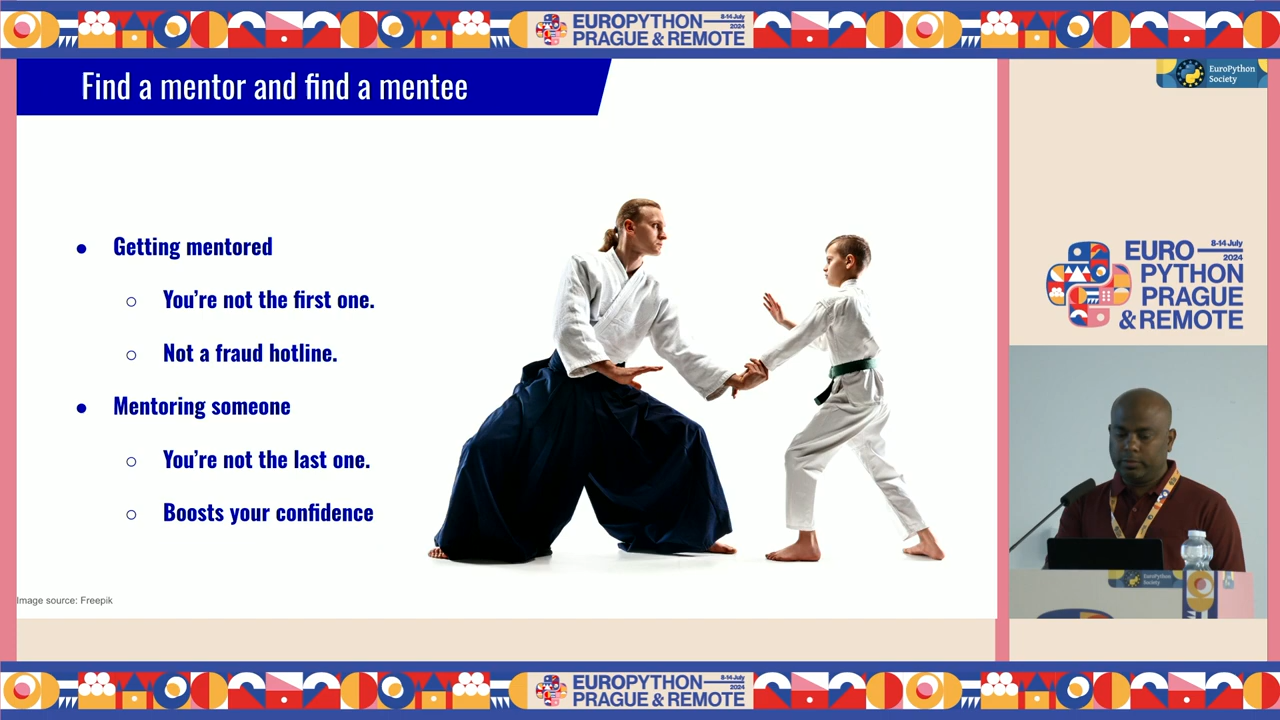 EUROPYTHON
8-14 July
2024
PRAGUE & REMOTE
Find a mentor and find a mentee
EuroPython
Society
● Getting mentored
○ You’re not the first one.
○ Not a fraud hotline.
● Mentoring someone
○ You’re not the last one.
○ Boosts your confidence
Image source: Freepik
EURO
8-14 July
2024
PYTHON
PRAGUE
& REMOTE
EuroPython
EUROPYTHON
8-14 July
2024
PRAGUE & REMOTE